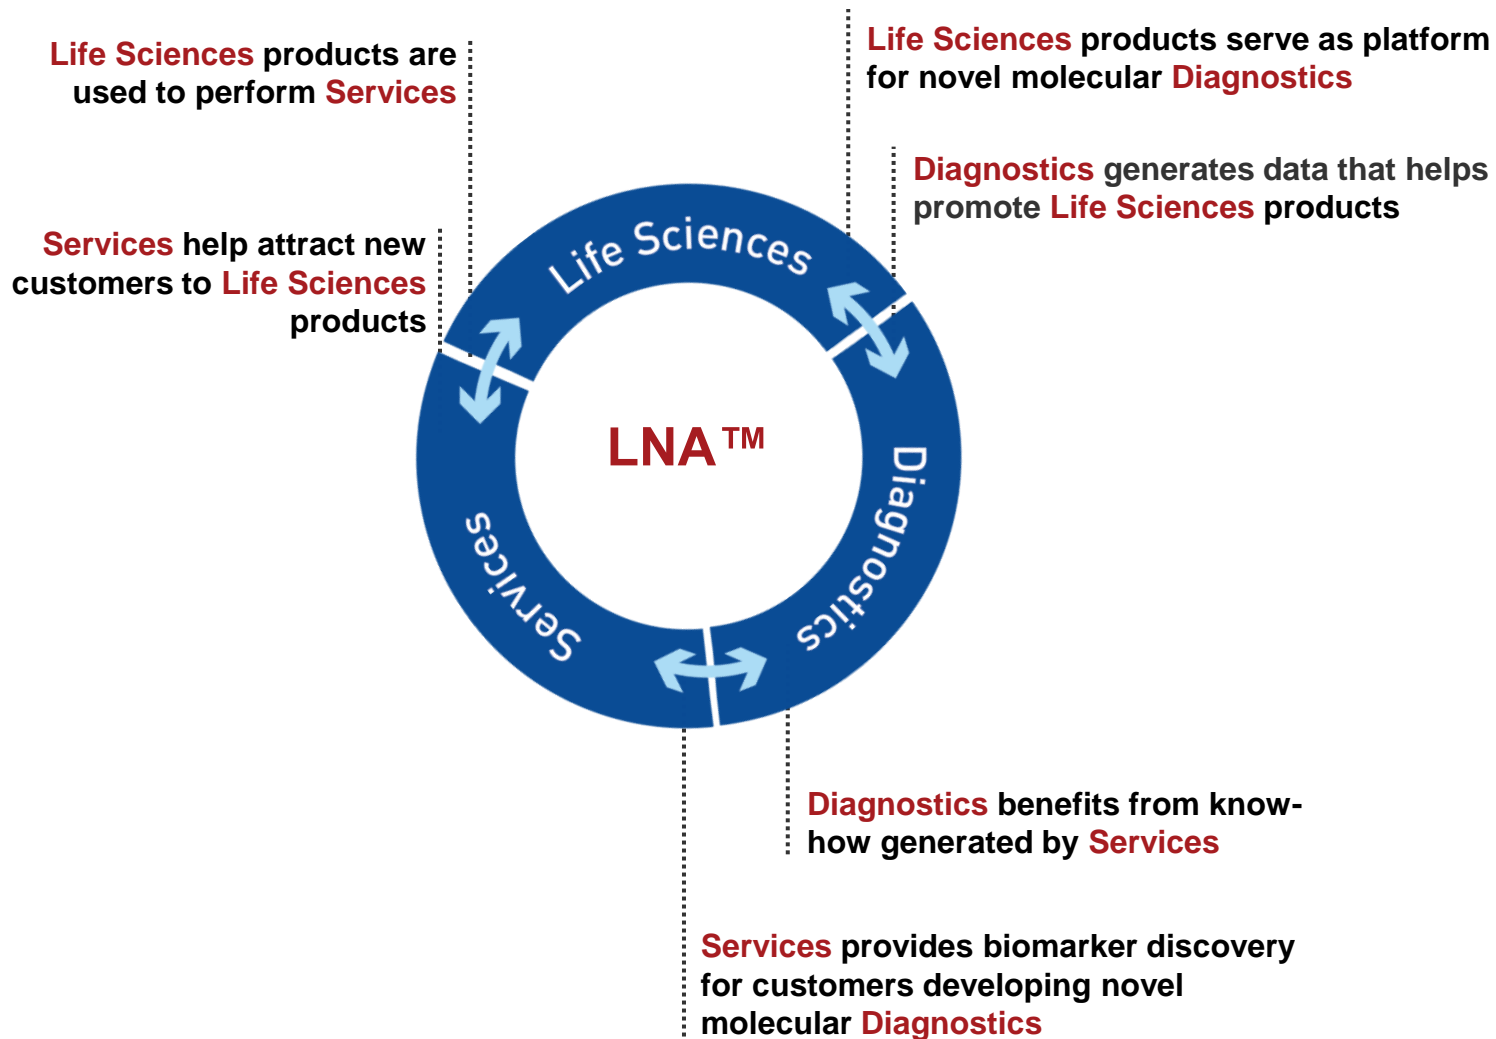 Life Sciences products are
used to perform Services
Life Sciences products serve as platform
for novel molecular Diagnostics
Diagnostics generates data that helps
promote Life Sciences products
Services help attract new
customers to Life Sciences
products
Life Sciences
LNA™
Diagnostics
Services
Diagnostics benefits from know-
how generated by Services
Services provides biomarker discovery
for customers developing novel
molecular Diagnostics